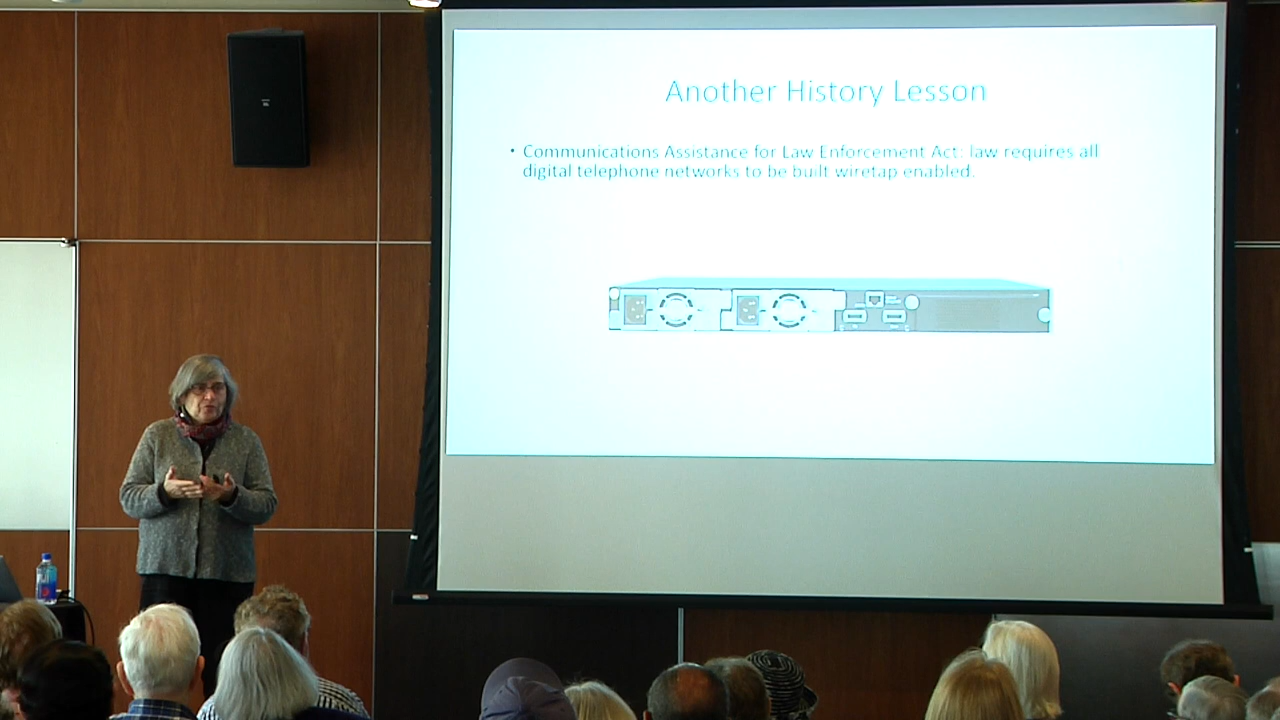 Another History Lesson
• Communications Assistance for Law Enforcement Act: law requires all
digital telephone networks to be built wiretap enabled.